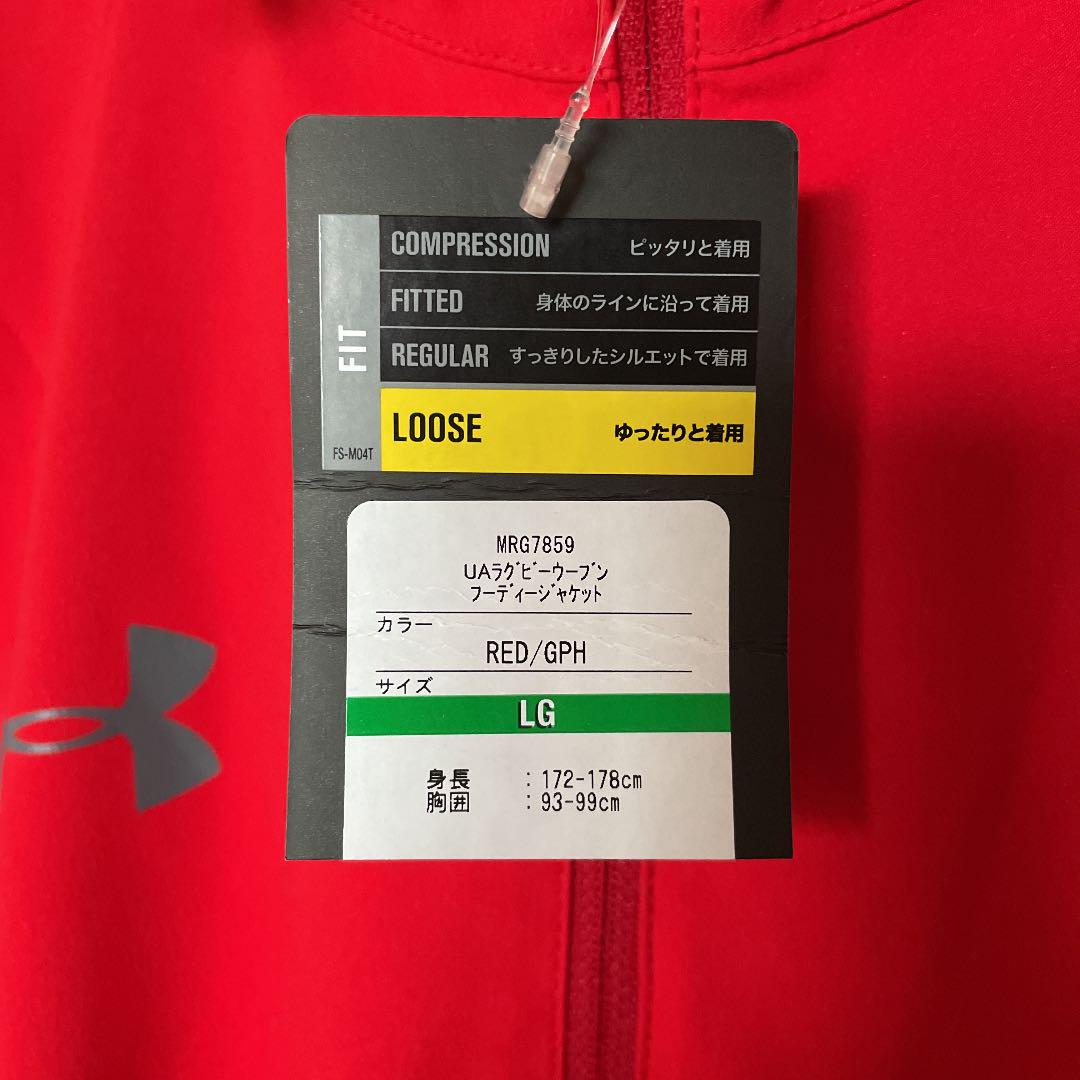 COMPRESSION ピッタリと着用
FITTED 身体のラインに沿って着用
REGULAR すっきりしたシルエットで着用
LOOSE ゆったりと着用
FIT
FS-M04T
MRG7859
UAﾗｸﾞﾋﾞｰｳｰﾌﾞﾝ
ﾌｰﾃﾞｨｰｼﾞｬｹｯﾄ
カラー
RED/GPH
サイズ
LG
身長 : 172-178cm
胸囲 : 93-99cm